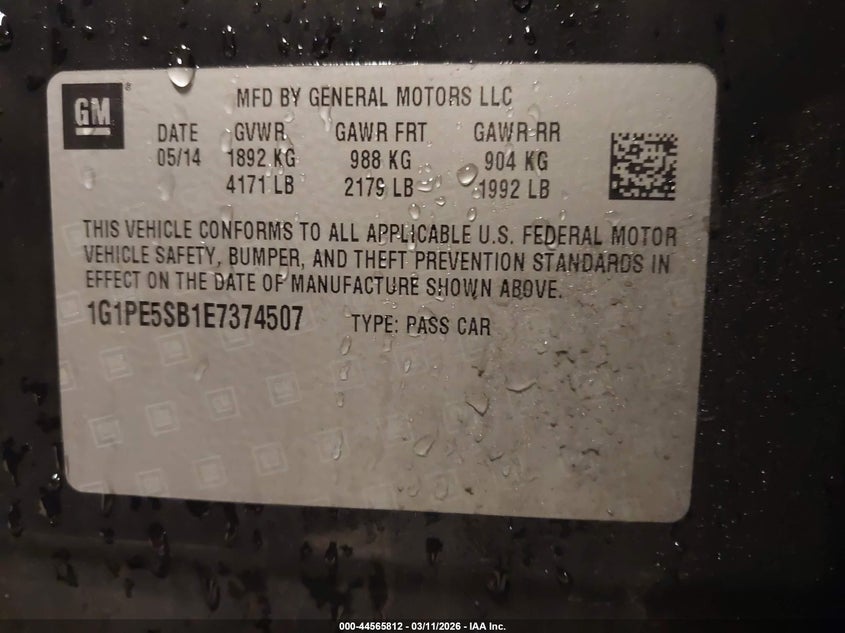 GM ®
MFD BY GENERAL MOTORS LLC
DATE GVWR GAWR FRT GAWR RR
05/14 1892 KG 988 KG 904 KG
4171 LB 2179 LB 1992 LB
THIS VEHICLE CONFORMS TO ALL APPLICABLE U.S. FEDERAL MOTOR
VEHICLE SAFETY, BUMPER, AND THEFT PREVENTION STANDARDS IN
EFFECT ON THE DATE OF MANUFACTURE SHOWN ABOVE.
1G1PE5SB1E7374507 TYPE: PASS CAR
000-44565812 - 03/11/2026 - IAA Inc.